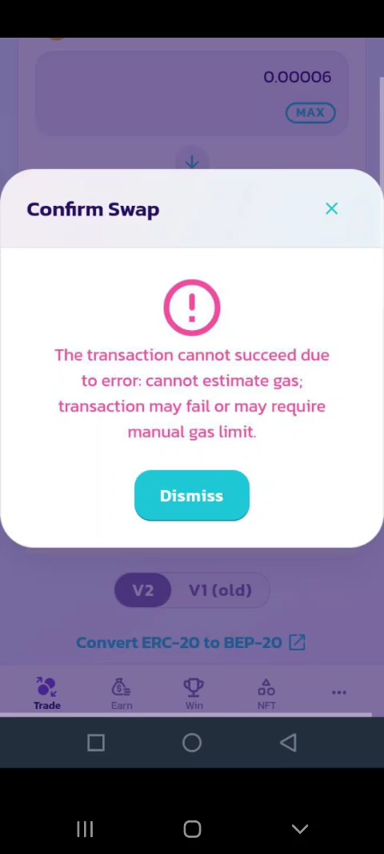 0.00006
MAX
Confirm Swap
The transaction cannot succeed due
to error: cannot estimate gas;
transaction may fail or may require
manual gas limit.
Dismiss
V2 V1 (old)
Convert ERC-20 to BEP-20
Trade Earn Win NFT